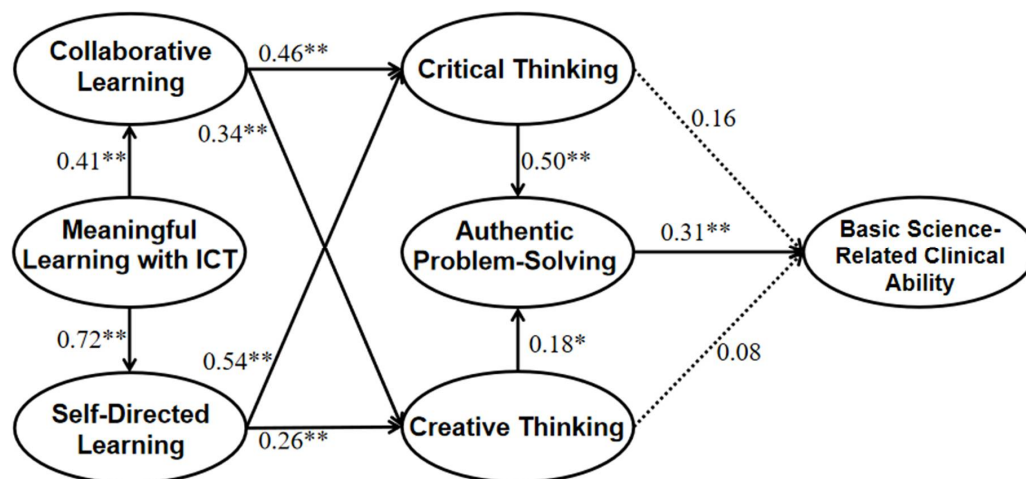 Collaborative
Learning
0.46**
Critical Thinking
0.34**
0.16
0.41**
0.50**
Meaningful
Learning with ICT
Authentic
Problem-Solving
0.31**
Basic Science-
Related Clinical
Ability
0.72**
0.54**
0.18*
0.08
Self-Directed
Learning
0.26**
Creative Thinking